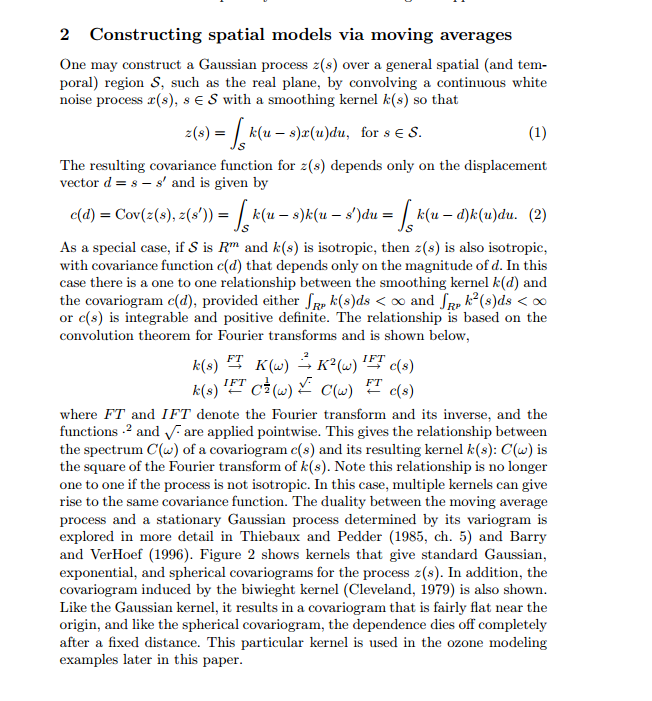 2 Constructing spatial models via moving averages
One may construct a Gaussian process z(s) over a general spatial (and tem-
poral) region S, such as the real plane, by convolving a continuous white
noise process x(s), s ∈ S with a smoothing kernel k(s) so that
z(s) = ∫_S k(u − s)x(u)du, for s ∈ S. (1)
The resulting covariance function for z(s) depends only on the displacement
vector d = s − s′ and is given by
c(d) = Cov(z(s), z(s′)) = ∫_S k(u − s)k(u − s′)du = ∫_S k(u − d)k(u)du. (2)
As a special case, if S is R^m and k(s) is isotropic, then z(s) is also isotropic,
with covariance function c(d) that depends only on the magnitude of d. In this
case there is a one to one relationship between the smoothing kernel k(d) and
the covariogram c(d), provided either ∫_{R^p} k(s)ds < ∞ and ∫_{R^p} k²(s)ds < ∞
or c(s) is integrable and positive definite. The relationship is based on the
convolution theorem for Fourier transforms and is shown below,
k(s) FT→ K(ω) ·²→ K²(ω) IFT→ c(s)
k(s) IFT← C^{1/2}(ω) √← C(ω) FT← c(s)
where FT and IFT denote the Fourier transform and its inverse, and the
functions ·² and √ are applied pointwise. This gives the relationship between
the spectrum C(ω) of a covariogram c(s) and its resulting kernel k(s): C(ω) is
the square of the Fourier transform of k(s). Note this relationship is no longer
one to one if the process is not isotropic. In this case, multiple kernels can give
rise to the same covariance function. The duality between the moving average
process and a stationary Gaussian process determined by its variogram is
explored in more detail in Thiebaux and Pedder (1985, ch. 5) and Barry
and VerHoef (1996). Figure 2 shows kernels that give standard Gaussian,
exponential, and spherical covariograms for the process z(s). In addition, the
covariogram induced by the biwieght kernel (Cleveland, 1979) is also shown.
Like the Gaussian kernel, it results in a covariogram that is fairly flat near the
origin, and like the spherical covariogram, the dependence dies off completely
after a fixed distance. This particular kernel is used in the ozone modeling
examples later in this paper.